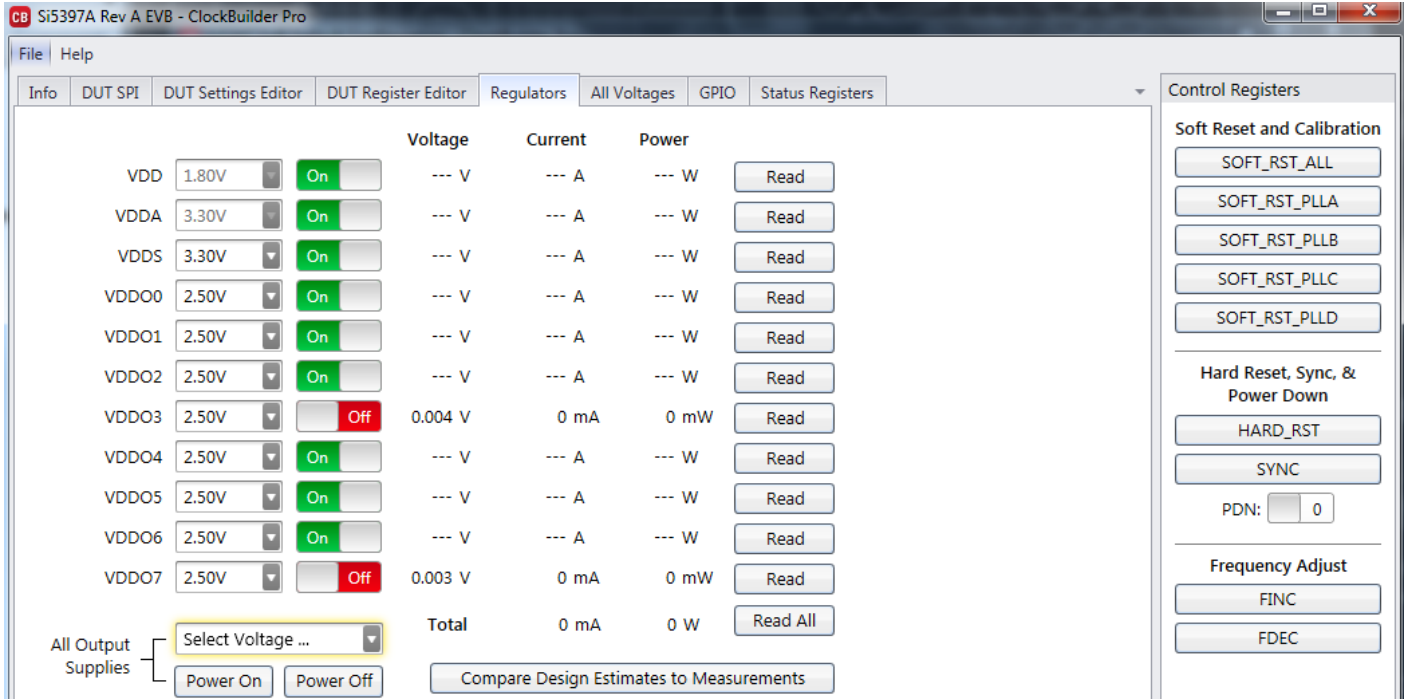 CB Si5397A Rev A EVB - ClockBuilder Pro
File Help
Info DUT SPI DUT Settings Editor DUT Register Editor Regulators All Voltages GPIO Status Registers
Voltage Current Power
VDD 1.80V On --- V --- A --- W Read
VDDA 3.30V On --- V --- A --- W Read
VDDS 3.30V On --- V --- A --- W Read
VDDO0 2.50V On --- V --- A --- W Read
VDDO1 2.50V On --- V --- A --- W Read
VDDO2 2.50V On --- V --- A --- W Read
VDDO3 2.50V Off 0.004 V 0 mA 0 mW Read
VDDO4 2.50V On --- V --- A --- W Read
VDDO5 2.50V On --- V --- A --- W Read
VDDO6 2.50V On --- V --- A --- W Read
VDDO7 2.50V Off 0.003 V 0 mA 0 mW Read
Total 0 mA 0 W Read All
All Output
Supplies
Select Voltage ...
Power On Power Off
Compare Design Estimates to Measurements
Control Registers
Soft Reset and Calibration
SOFT_RST_ALL
SOFT_RST_PLLA
SOFT_RST_PLLB
SOFT_RST_PLLC
SOFT_RST_PLLD
Hard Reset, Sync, &
Power Down
HARD_RST
SYNC
PDN: 0
Frequency Adjust
FINC
FDEC